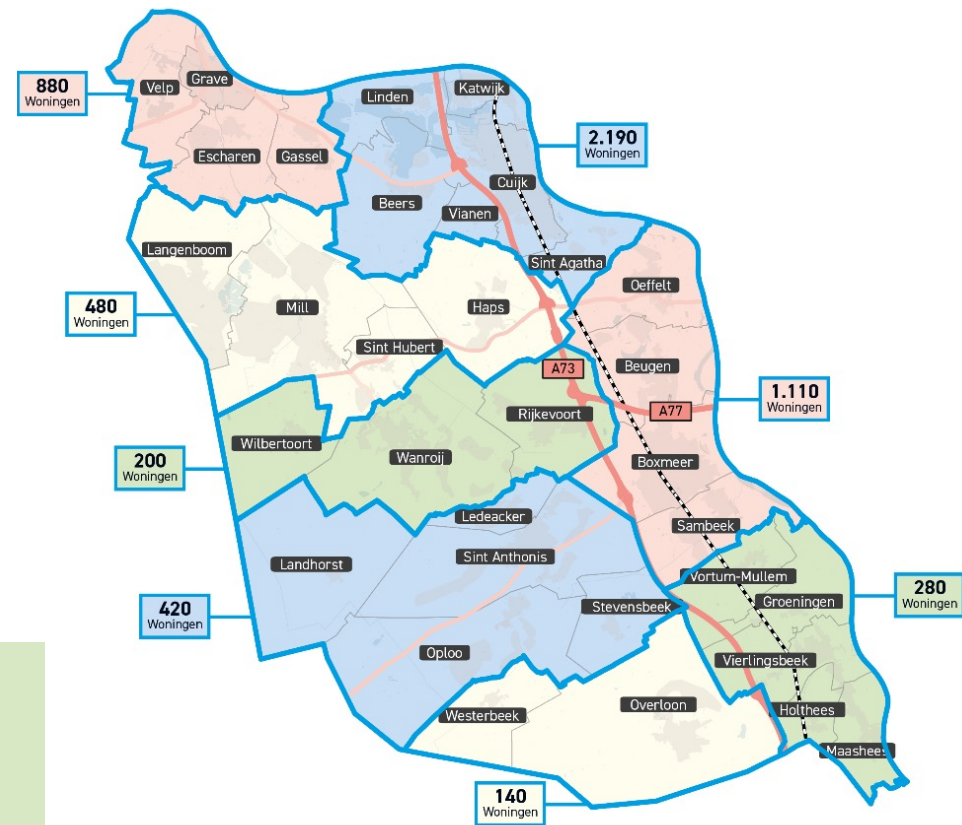 Grave
Velp
880
Woningen
Escharen
Gassel
Linden
Katwijk
2.190
Woningen
Cuijk
Beers
Vianen
Sint Agatha
Langenboom
Oeffelt
480
Woningen
Mill
Haps
Sint Hubert
Beugen
A73
1.110
Woningen
A77
Rijkevoort
Wilbertoort
Wanroij
200
Woningen
Boxmeer
Ledeacker
Sambeek
Landhorst
Sint Anthonis
Vortum-Mullem
280
Woningen
Groeningen
420
Woningen
Stevensbeek
Oploo
Vierlingsbeek
Westerbeek
Overloon
Holthees
Maashees
140
Woningen